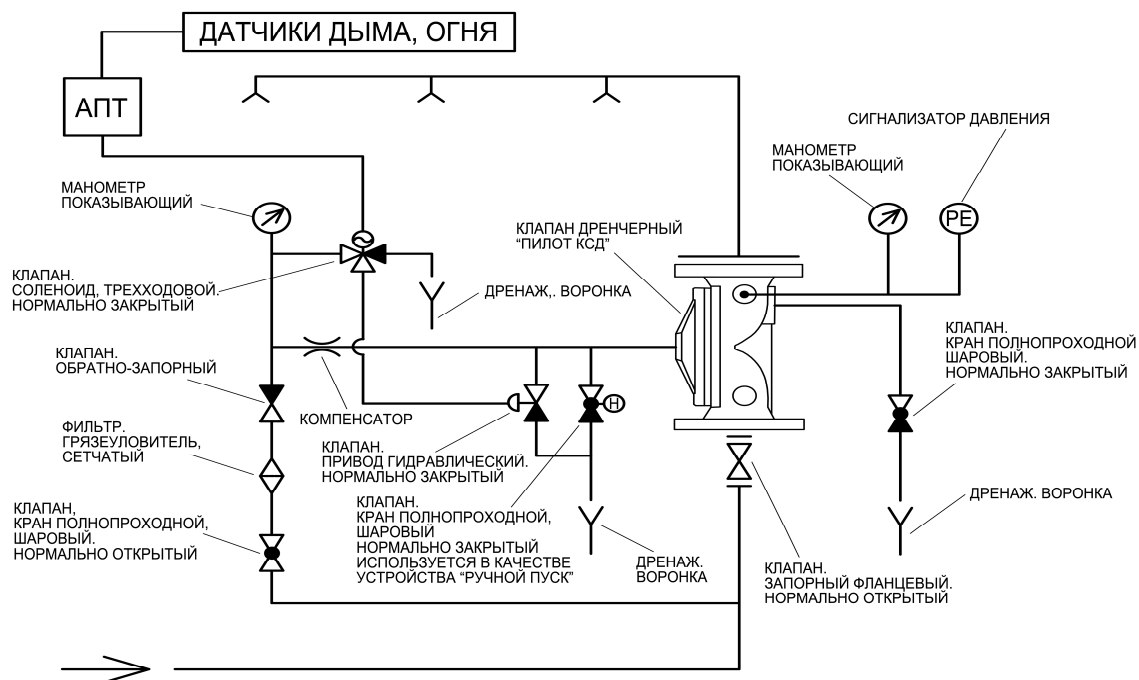 ДАТЧИКИ ДЫМА, ОГНЯ
АПТ
СИГНАЛИЗАТОР ДАВЛЕНИЯ
МАНОМЕТР
ПОКАЗЫВАЮЩИЙ
МАНОМЕТР
ПОКАЗЫВАЮЩИЙ
PE
КЛАПАН ДРЕНЧЕРНЫЙ
"ПИЛОТ КСД"
КЛАПАН.
СОЛЕНОИД, ТРЕХХОДОВОЙ.
НОРМАЛЬНО ЗАКРЫТЫЙ
ДРЕНАЖ,. ВОРОНКА
КЛАПАН.
КРАН ПОЛНОПРОХОДНОЙ
ШАРОВЫЙ.
НОРМАЛЬНО ЗАКРЫТЫЙ
КЛАПАН.
ОБРАТНО-ЗАПОРНЫЙ
КОМПЕНСАТОР
Н
ФИЛЬТР.
ГРЯЗЕУЛОВИТЕЛЬ,
СЕТЧАТЫЙ
КЛАПАН.
ПРИВОД ГИДРАВЛИЧЕСКИЙ.
НОРМАЛЬНО ЗАКРЫТЫЙ
КЛАПАН,
КРАН ПОЛНОПРОХОДНОЙ,
ШАРОВЫЙ.
НОРМАЛЬНО ОТКРЫТЫЙ
КЛАПАН.
КРАН ПОЛНОПРОХОДНОЙ,
ШАРОВЫЙ
НОРМАЛЬНО ЗАКРЫТЫЙ
ИСПОЛЬЗУЕТСЯ В КАЧЕСТВЕ
УСТРОЙСТВА "РУЧНОЙ ПУСК"
ДРЕНАЖ.
ВОРОНКА
КЛАПАН.
ЗАПОРНЫЙ ФЛАНЦЕВЫЙ.
НОРМАЛЬНО ОТКРЫТЫЙ
ДРЕНАЖ. ВОРОНКА